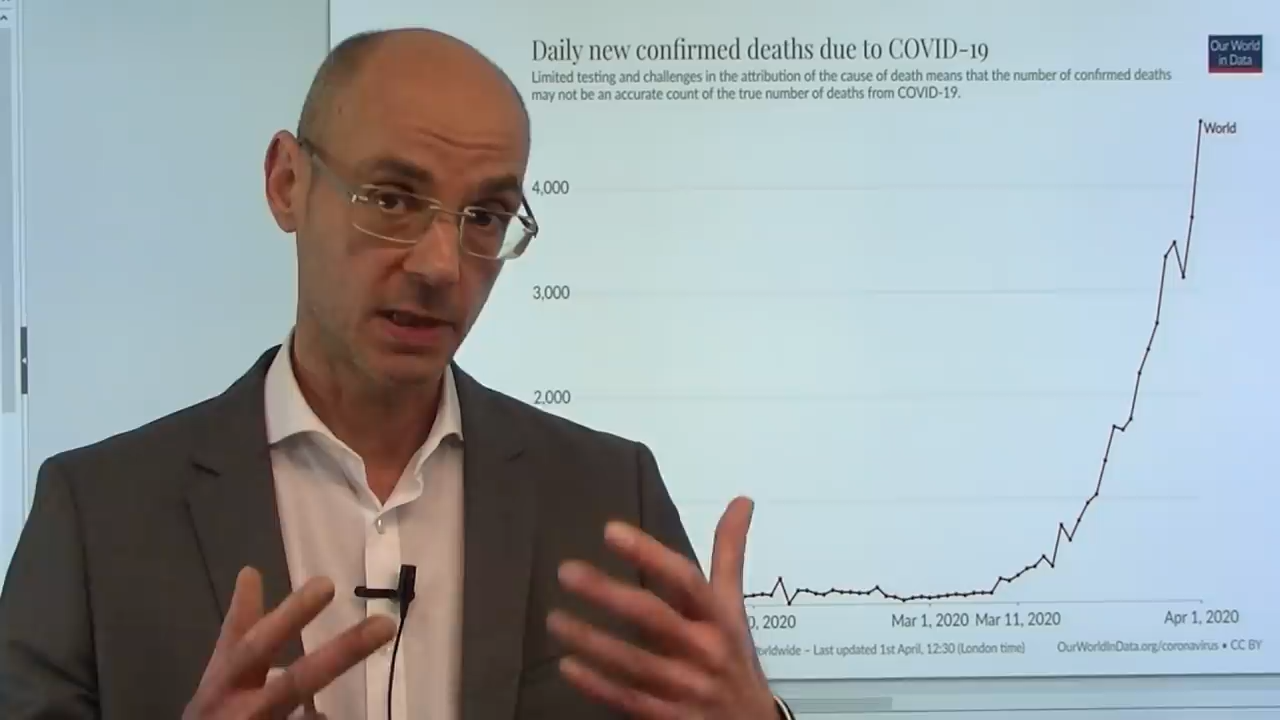 Daily new confirmed deaths due to COVID-19
Our World
in Data
Limited testing and challenges in the attribution of the cause of death means that the number of confirmed deaths
may not be an accurate count of the true number of deaths from COVID-19.
World
4,000
3,000
2,000
2020
Mar 1, 2020
Mar 11, 2020
Apr 1, 2020
– Last updated 1st April, 12:30 (London time)
OurWorldInData.org/coronavirus • CC BY